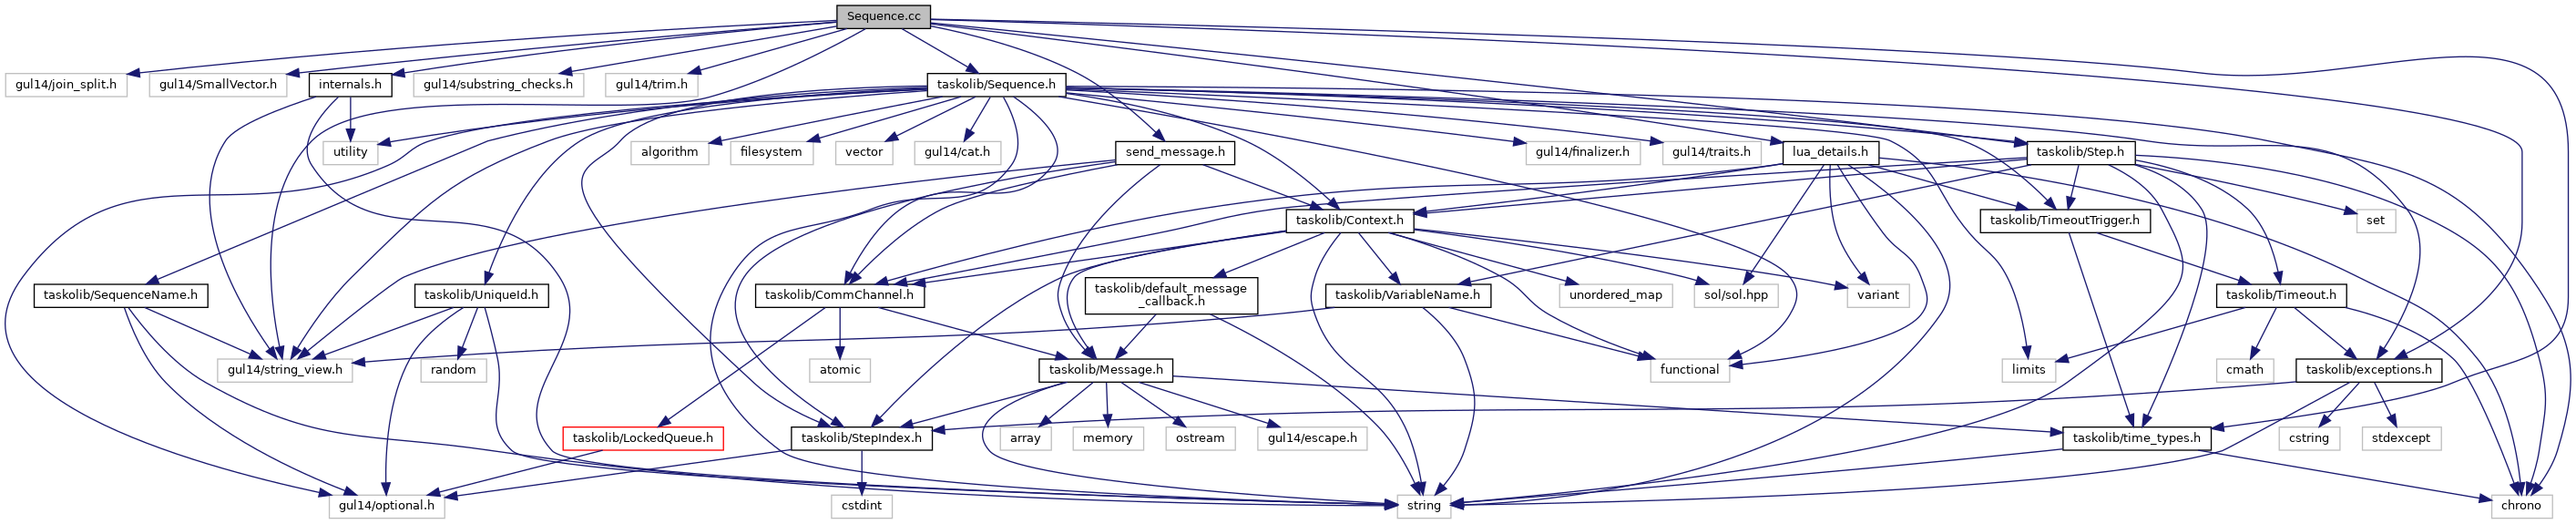 Sequence.cc
gul14/join_split.h
gul14/SmallVector.h
internals.h
gul14/substring_checks.h
gul14/trim.h
taskolib/Sequence.h
utility
algorithm
filesystem
vector
gul14/cat.h
send_message.h
gul14/finalizer.h
gul14/traits.h
lua_details.h
taskolib/Step.h
taskolib/Context.h
taskolib/TimeoutTrigger.h
set
taskolib/SequenceName.h
taskolib/UniqueId.h
taskolib/CommChannel.h
taskolib/default_message
_callback.h
taskolib/VariableName.h
unordered_map
sol/sol.hpp
variant
taskolib/Timeout.h
gul14/string_view.h
random
atomic
taskolib/Message.h
functional
limits
cmath
taskolib/exceptions.h
taskolib/LockedQueue.h
taskolib/StepIndex.h
array
memory
ostream
gul14/escape.h
taskolib/time_types.h
cstring
stdexcept
gul14/optional.h
cstdint
string
chrono